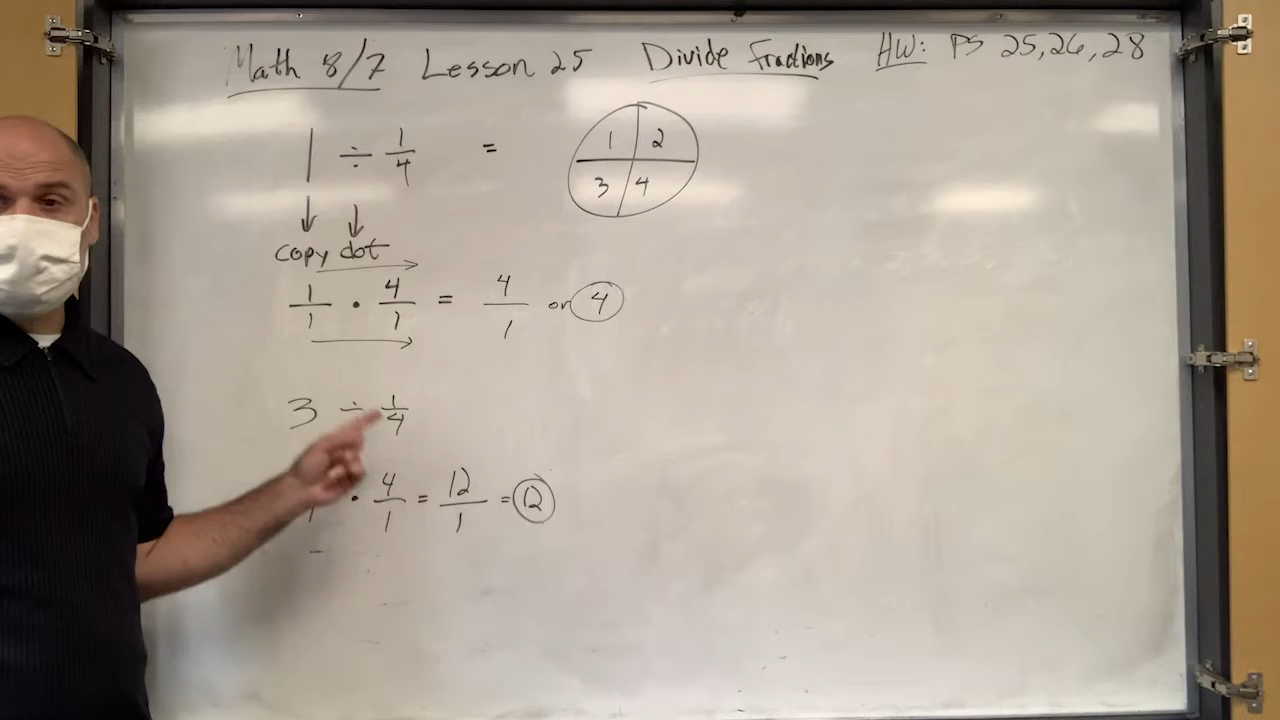 Math 8/7 Lesson 25 Divide Fractions HW: PS 25, 26, 28
1 ÷ 1/4 =
1 2
3 4
copy dot
1/1 · 4/1 = 4/1 or 4
3 ÷ 1/4
· 4/1 = 12/1 = 12